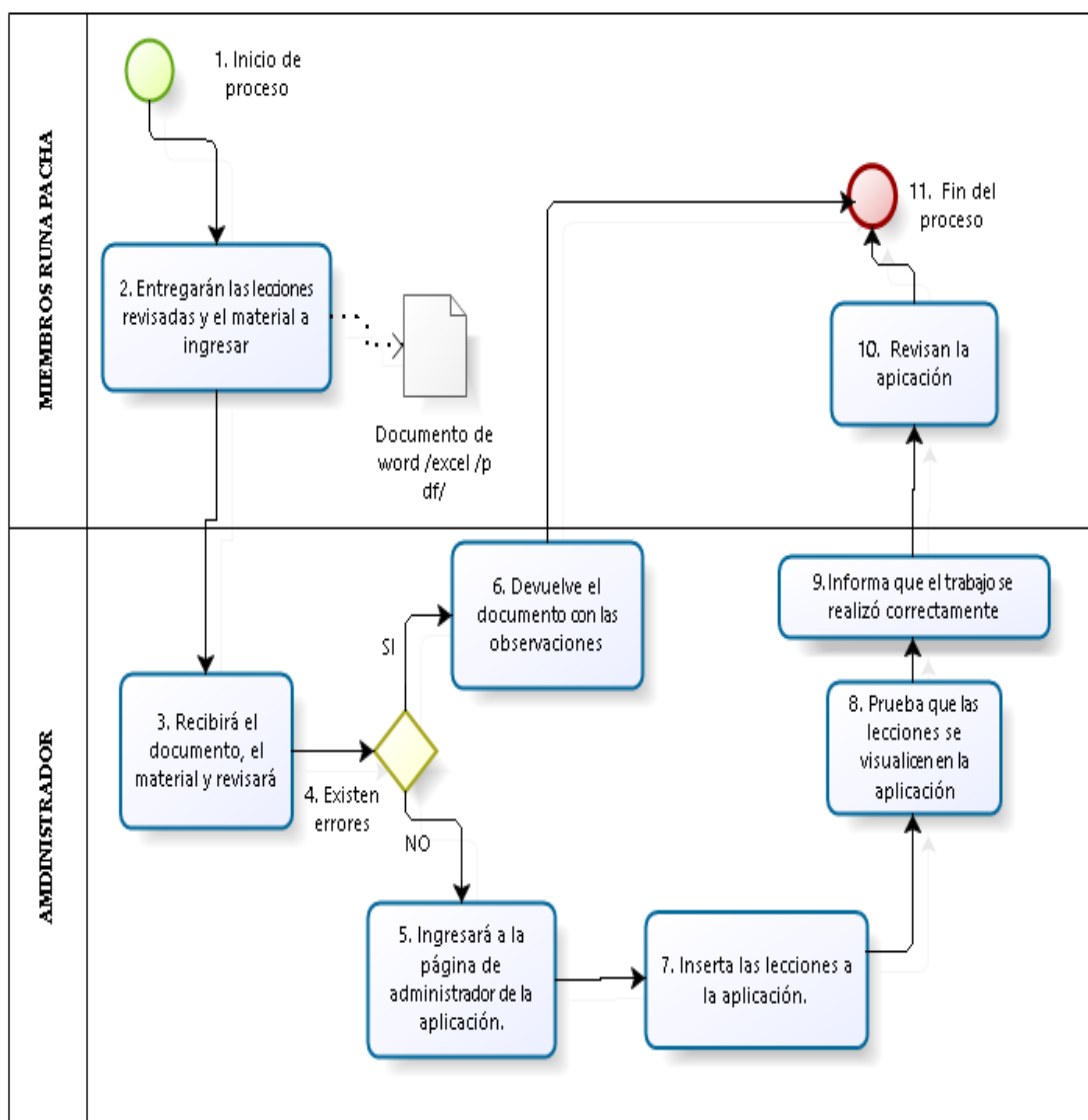 MIEMBROS RUNA PACHA
1. Inicio de
proceso
2. Entregarán las lecciones
revisadas y el material a
ingresar
Documento de
word /excel /p
df/
11. Fin del
proceso
10. Revisan la
apicación
AMDINISTRADOR
3. Recibirá el
documento, el
material y revisará
4. Existen
errores
SI
NO
6. Devuelve el
documento con las
observaciones
5. Ingresará a la
página de
administrador de la
aplicación.
7. Inserta las lecciones a
la aplicación.
8. Prueba que las
lecciones se
visualicen en la
aplicación
9.Informa que el trabajo se
realizó correctamente